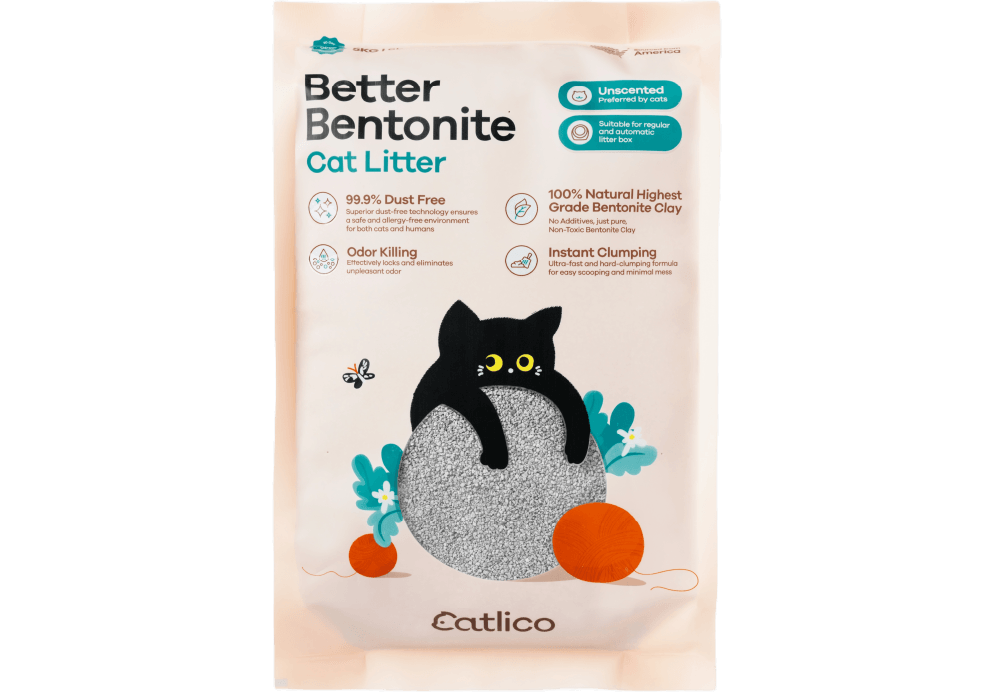 America
Better
Bentonite
Cat Litter
Unscented
Preferred by cats
Suitable for regular
and automatic
litter box
99.9% Dust Free
Superior dust-free technology ensures
a safe and allergy-free environment
for both cats and humans
100% Natural Highest
Grade Bentonite Clay
No Additives, just pure,
Non-Toxic Bentonite Clay
Odor Killing
Effectively locks and eliminates
unpleasant odor
Instant Clumping
Ultra-fast and hard-clumping formula
for easy scooping and minimal mess
Catlico